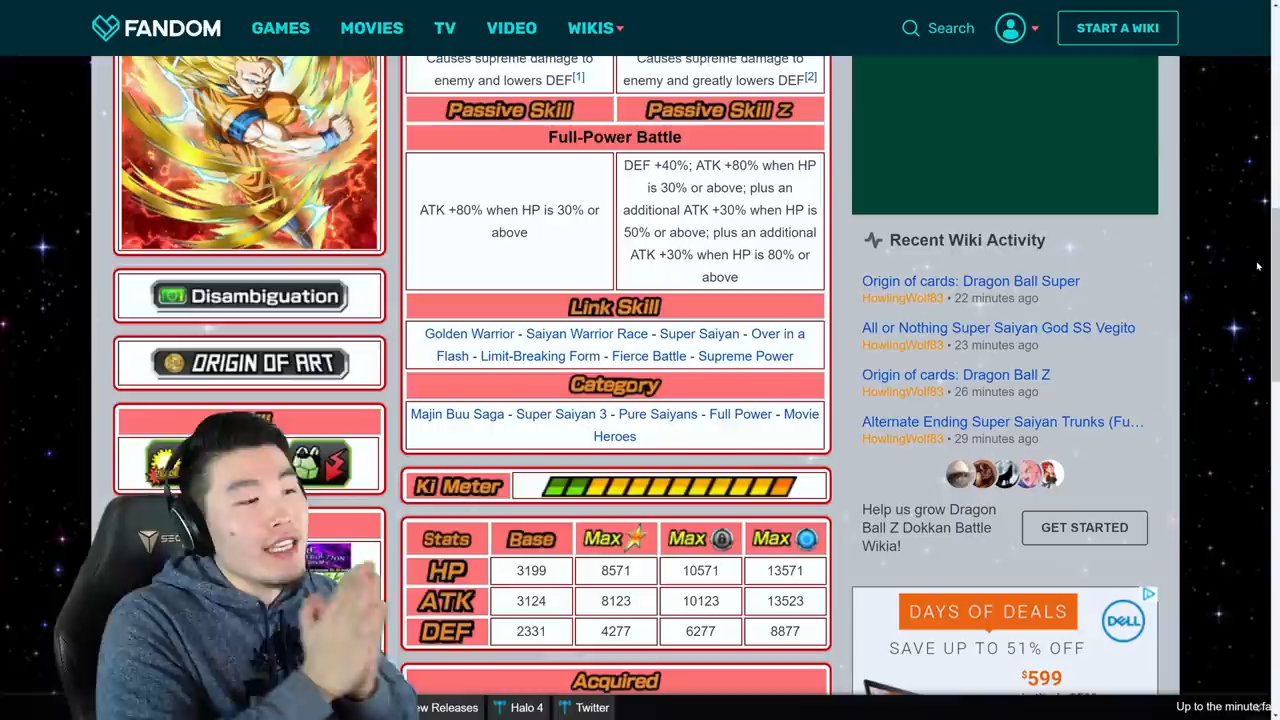 FANDOM GAMES MOVIES TV VIDEO WIKIS Search START A WIKI
Causes supreme damage to
enemy and lowers DEF[1]
Causes supreme damage to
enemy and greatly lowers DEF[2]
Passive Skill
Passive Skill Z
Full-Power Battle
ATK +80% when HP is 30% or
above
DEF +40%; ATK +80% when HP
is 30% or above; plus an
additional ATK +30% when HP is
50% or above; plus an additional
ATK +30% when HP is 80% or
above
Link Skill
Golden Warrior - Saiyan Warrior Race - Super Saiyan - Over in a
Flash - Limit-Breaking Form - Fierce Battle - Supreme Power
Category
Majin Buu Saga - Super Saiyan 3 - Pure Saiyans - Full Power - Movie
Heroes
Ki Meter
Stats Base Max Max Max
HP 3199 8571 10571 13571
ATK 3124 8123 10123 13523
DEF 2331 4277 6277 8877
Acquired
Disambiguation
ORIGIN OF ART
SEC
Recent Wiki Activity
Origin of cards: Dragon Ball Super
HowlingWolf83 • 22 minutes ago
All or Nothing Super Saiyan God SS Vegito
HowlingWolf83 • 23 minutes ago
Origin of cards: Dragon Ball Z
HowlingWolf83 • 26 minutes ago
Alternate Ending Super Saiyan Trunks (Fu…
HowlingWolf83 • 29 minutes ago
Help us grow Dragon
Ball Z Dokkan Battle
Wikia!
GET STARTED
DAYS OF DEALS
DELL
SAVE UP TO 51% OFF
$599
ew Releases Halo 4 Twitter
Up to the minute,fa